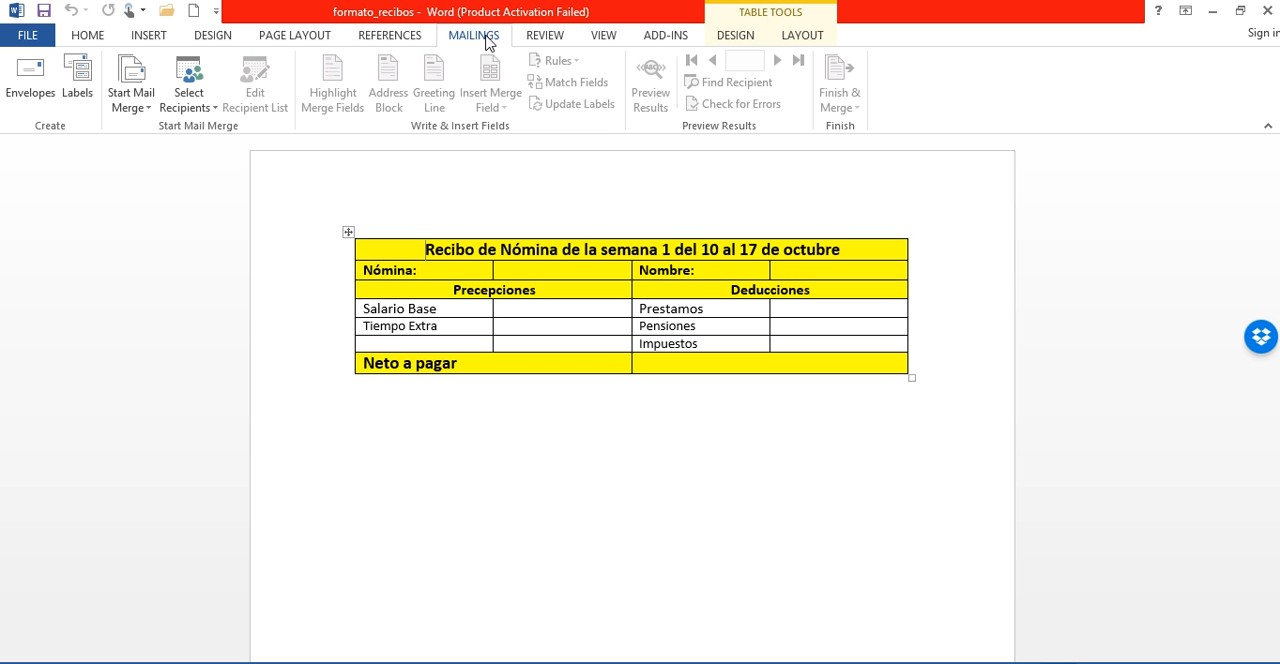 formato_recibos - Word (Product Activation Failed)
TABLE TOOLS
?
FILE HOME INSERT DESIGN PAGE LAYOUT REFERENCES MAILINGS REVIEW VIEW ADD-INS DESIGN LAYOUT
Sign in
Envelopes
Labels
Create
Start Mail
Merge
Select
Recipients
Edit
Recipient List
Start Mail Merge
Highlight
Merge Fields
Address
Block
Greeting
Line
Insert Merge
Field
Rules
Match Fields
Update Labels
Write & Insert Fields
ABC
Preview
Results
Find Recipient
Check for Errors
Preview Results
Finish &
Merge
Finish
Recibo de Nómina de la semana 1 del 10 al 17 de octubre
Nómina: Nombre:
Precepciones Deducciones
Salario Base Prestamos
Tiempo Extra Pensiones
Impuestos
Neto a pagar